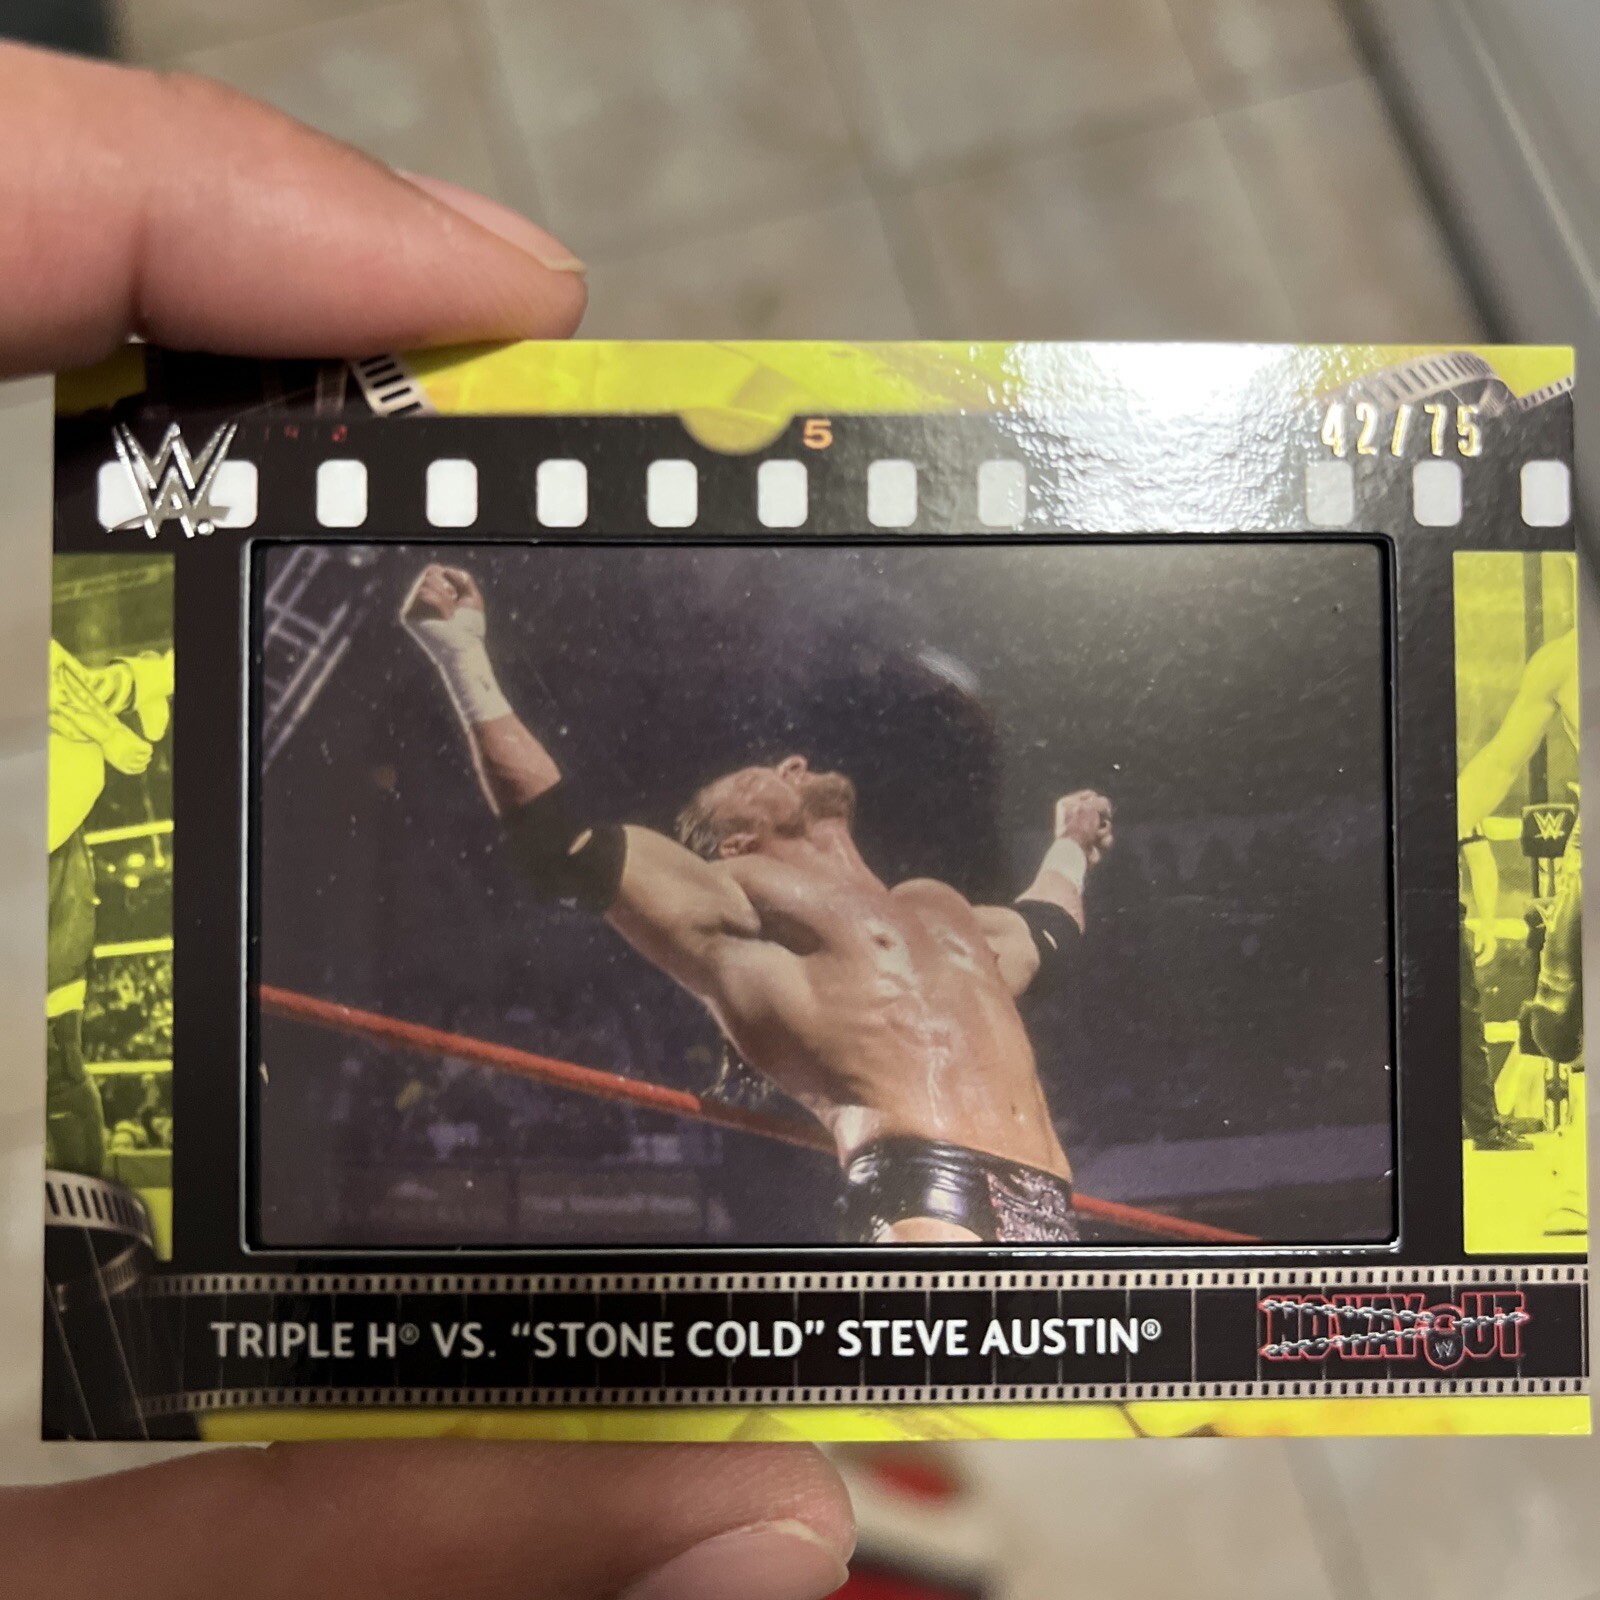 5
42/75
TRIPLE H® VS. “STONE COLD” STEVE AUSTIN®
NO WAY OUT